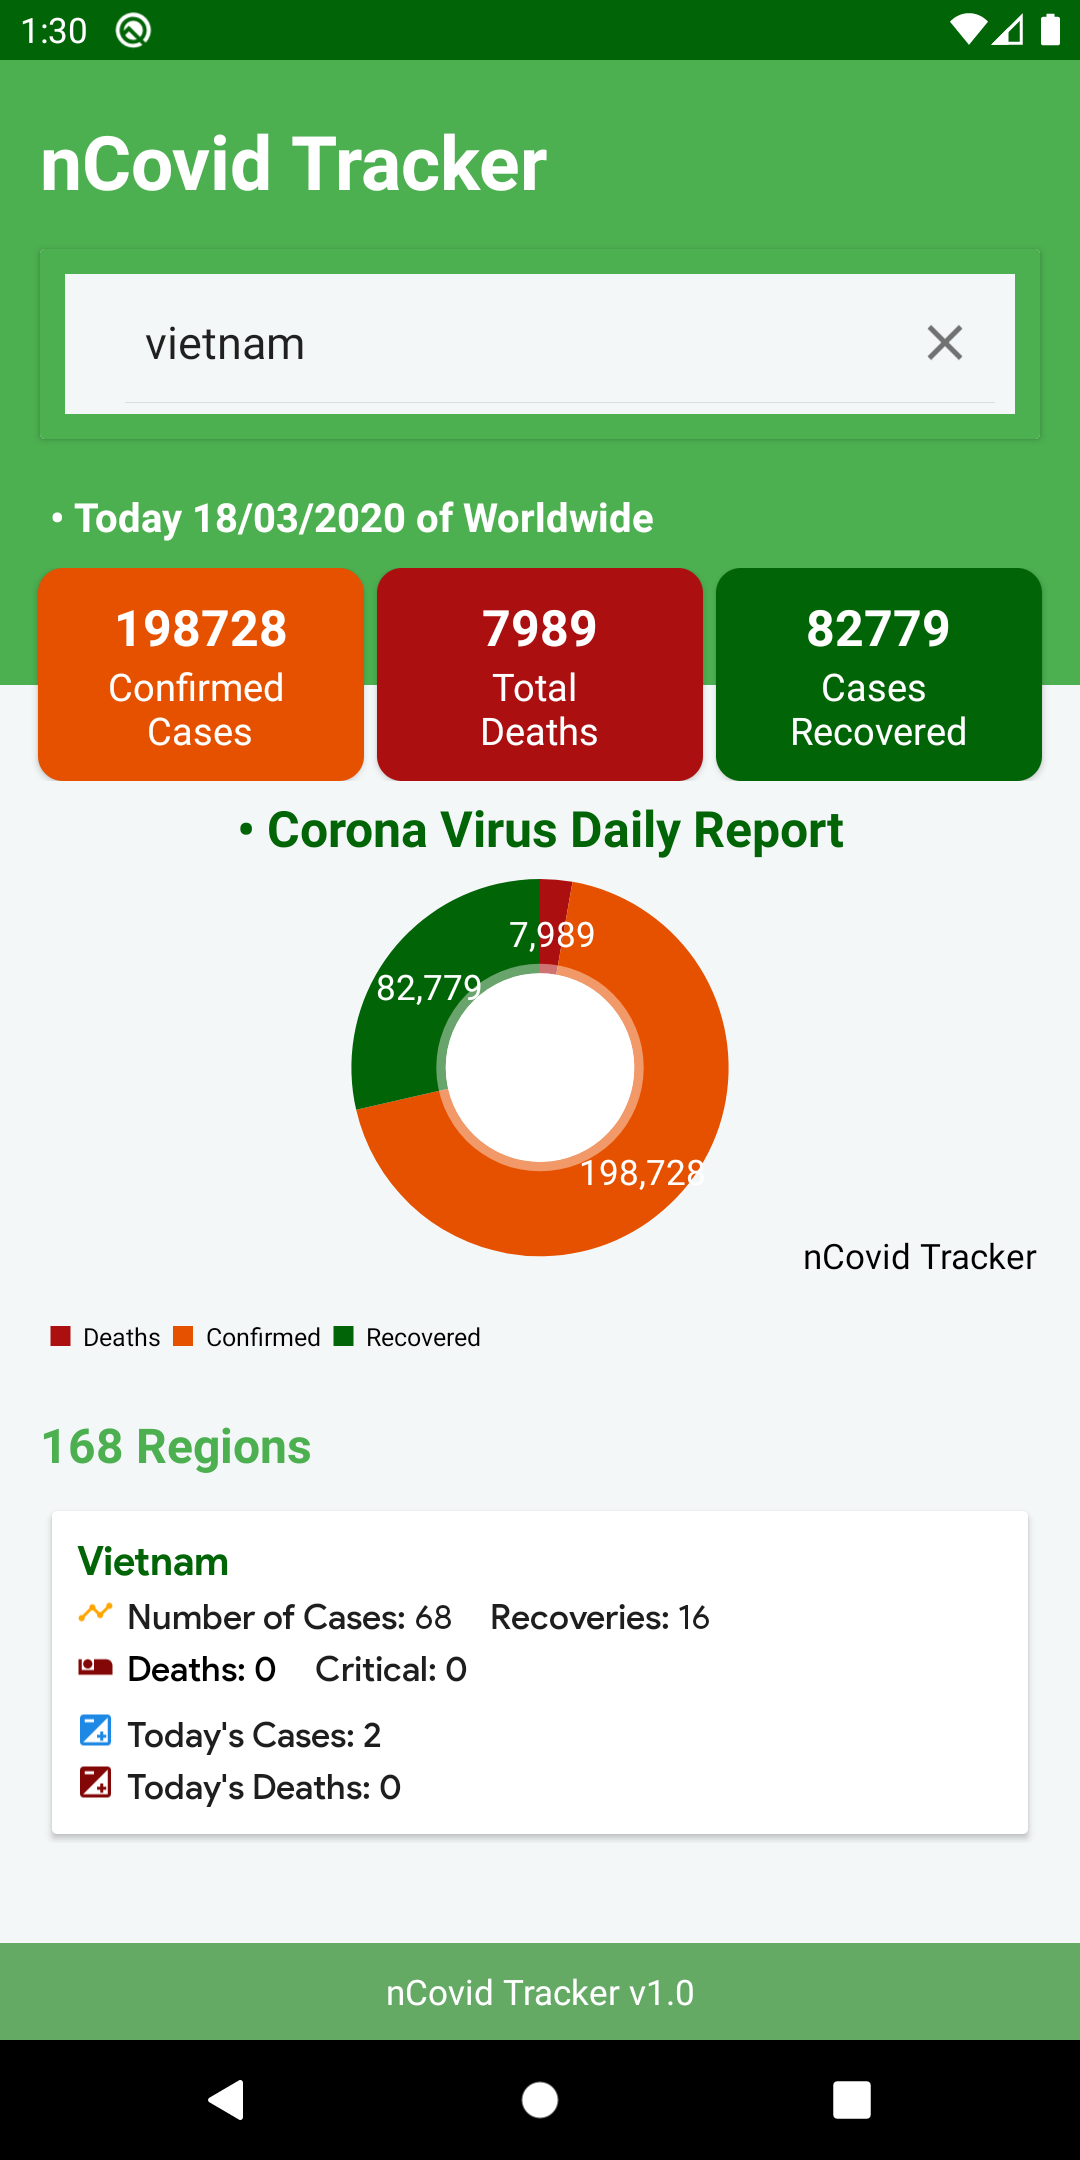 1:30
nCovid Tracker
vietnam
• Today 18/03/2020 of Worldwide
198728
Confirmed
Cases
7989
Total
Deaths
82779
Cases
Recovered
• Corona Virus Daily Report
7,989
82,779
198,728
nCovid Tracker
Deaths Confirmed Recovered
168 Regions
Vietnam
Number of Cases: 68 Recoveries: 16
Deaths: 0 Critical: 0
Today's Cases: 2
Today's Deaths: 0
nCovid Tracker v1.0